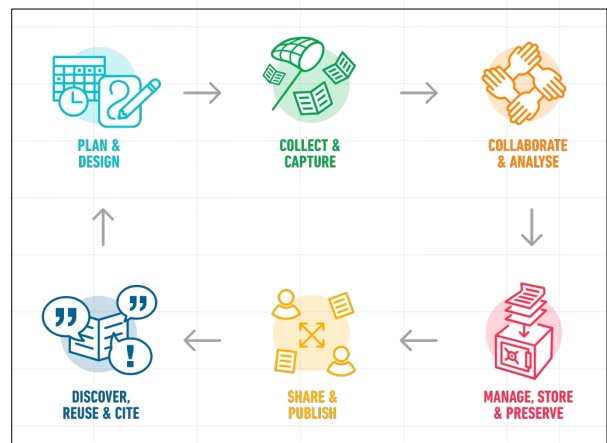 PLAN &
DESIGN
COLLECT &
CAPTURE
COLLABORATE
& ANALYSE
DISCOVER,
REUSE & CITE
SHARE &
PUBLISH
MANAGE, STORE
& PRESERVE